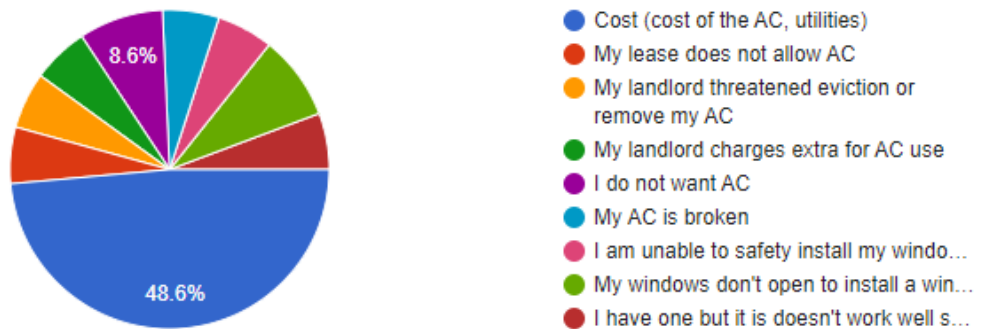 8.6%
48.6%
Cost (cost of the AC, utilities)
My lease does not allow AC
My landlord threatened eviction or
remove my AC
My landlord charges extra for AC use
I do not want AC
My AC is broken
I am unable to safety install my windo...
My windows don't open to install a win...
I have one but it is doesn't work well s...